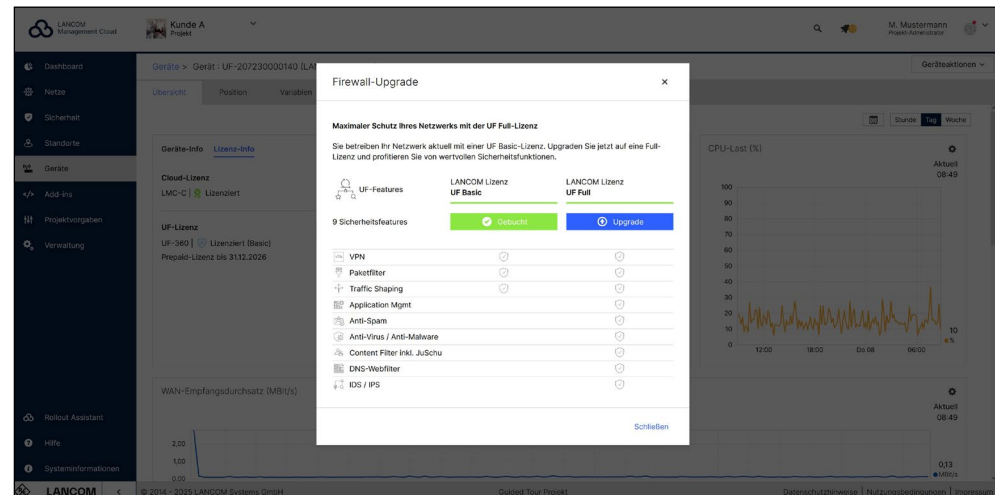 LANCOM
Management Cloud
Kunde A
Projekt
M. Mustermann
Projekt-Administrator
Dashboard
Netze
Sicherheit
Standorte
Geräte
Add-ins
Projektvorgaben
Verwaltung
Rollout Assistant
Hilfe
Systeminformationen
LANCOM
Geräte > Gerät : UF-207230000140 (LA
Geräteaktionen
Übersicht Position Variablen
Stunde Tag Woche
Geräte-Info Lizenz-Info
Cloud-Lizenz
LMC-C | Lizenziert
UF-Lizenz
UF-360 | Lizenziert (Basic)
Prepaid-Lizenz bis 31.12.2026
Firewall-Upgrade
Maximaler Schutz Ihres Netzwerks mit der UF Full-Lizenz
Sie betreiben Ihr Netzwerk aktuell mit einer UF Basic-Lizenz. Upgraden Sie jetzt auf eine Full-
Lizenz und profitieren Sie von wertvollen Sicherheitsfunktionen.
UF-Features
LANCOM Lizenz
UF Basic
LANCOM Lizenz
UF Full
9 Sicherheitsfeatures Gebucht Upgrade
VPN
Paketfilter
Traffic Shaping
Application Mgmt
Anti-Spam
Anti-Virus / Anti-Malware
Content Filter inkl. JuSchu
DNS-Webfilter
IDS / IPS
Schließen
CPU-Last (%)
Aktuell
08:49
100
90
80
70
60
50
40
30
20
10
0
12:00 18:00 Do 08 06:00
10
%
WAN-Empfangsdurchsatz (MBit/s)
Aktuell
08:49
2,00
1,00
0,00
0,13
MBit/s
© 2014 - 2025 LANCOM Systems GmbH
Guided Tour Projekt
Datenschutzhinweise | Nutzungsbedingungen | Impressum